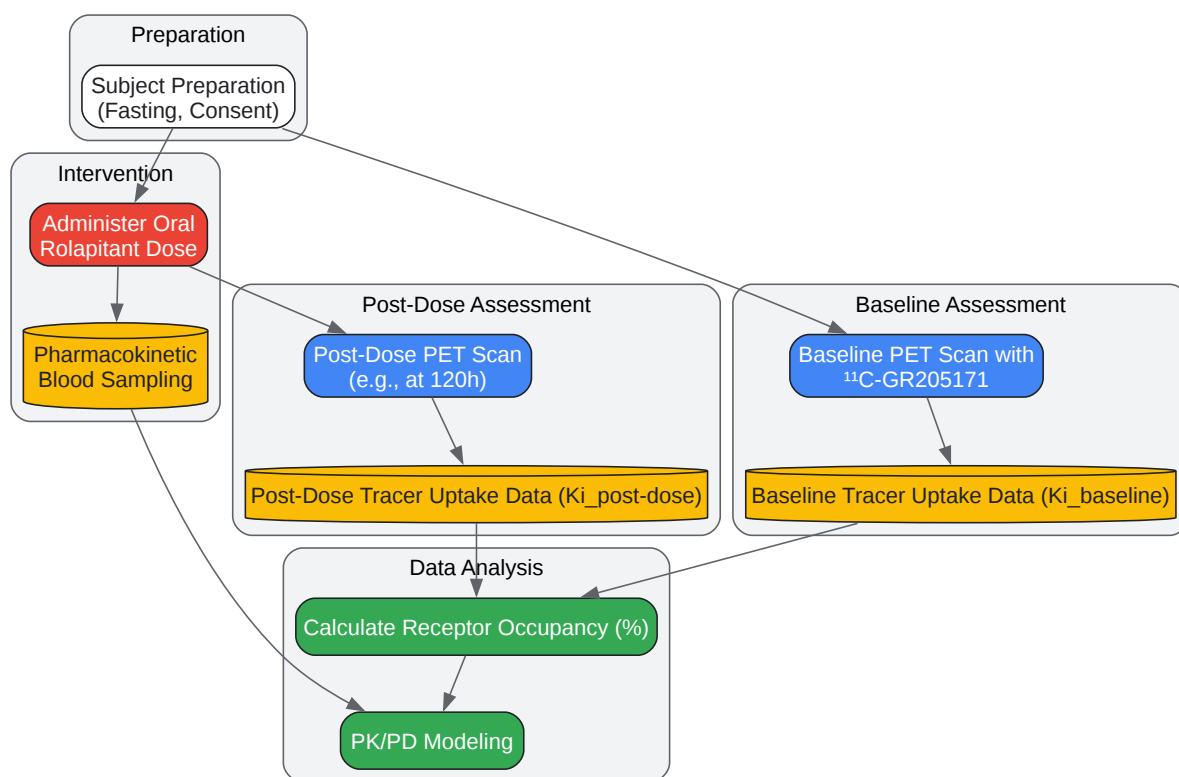 Preparation
Subject Preparation
(Fasting, Consent)
Intervention
Administer Oral
Rolapitant Dose
Pharmacokinetic
Blood Sampling
Post-Dose Assessment
Post-Dose PET Scan
(e.g., at 120h)
Post-Dose Tracer Uptake Data (Ki_post-dose)
Baseline Assessment
Baseline PET Scan with
¹¹C-GR205171
Baseline Tracer Uptake Data (Ki_baseline)
Data Analysis
Calculate Receptor Occupancy (%)
PK/PD Modeling